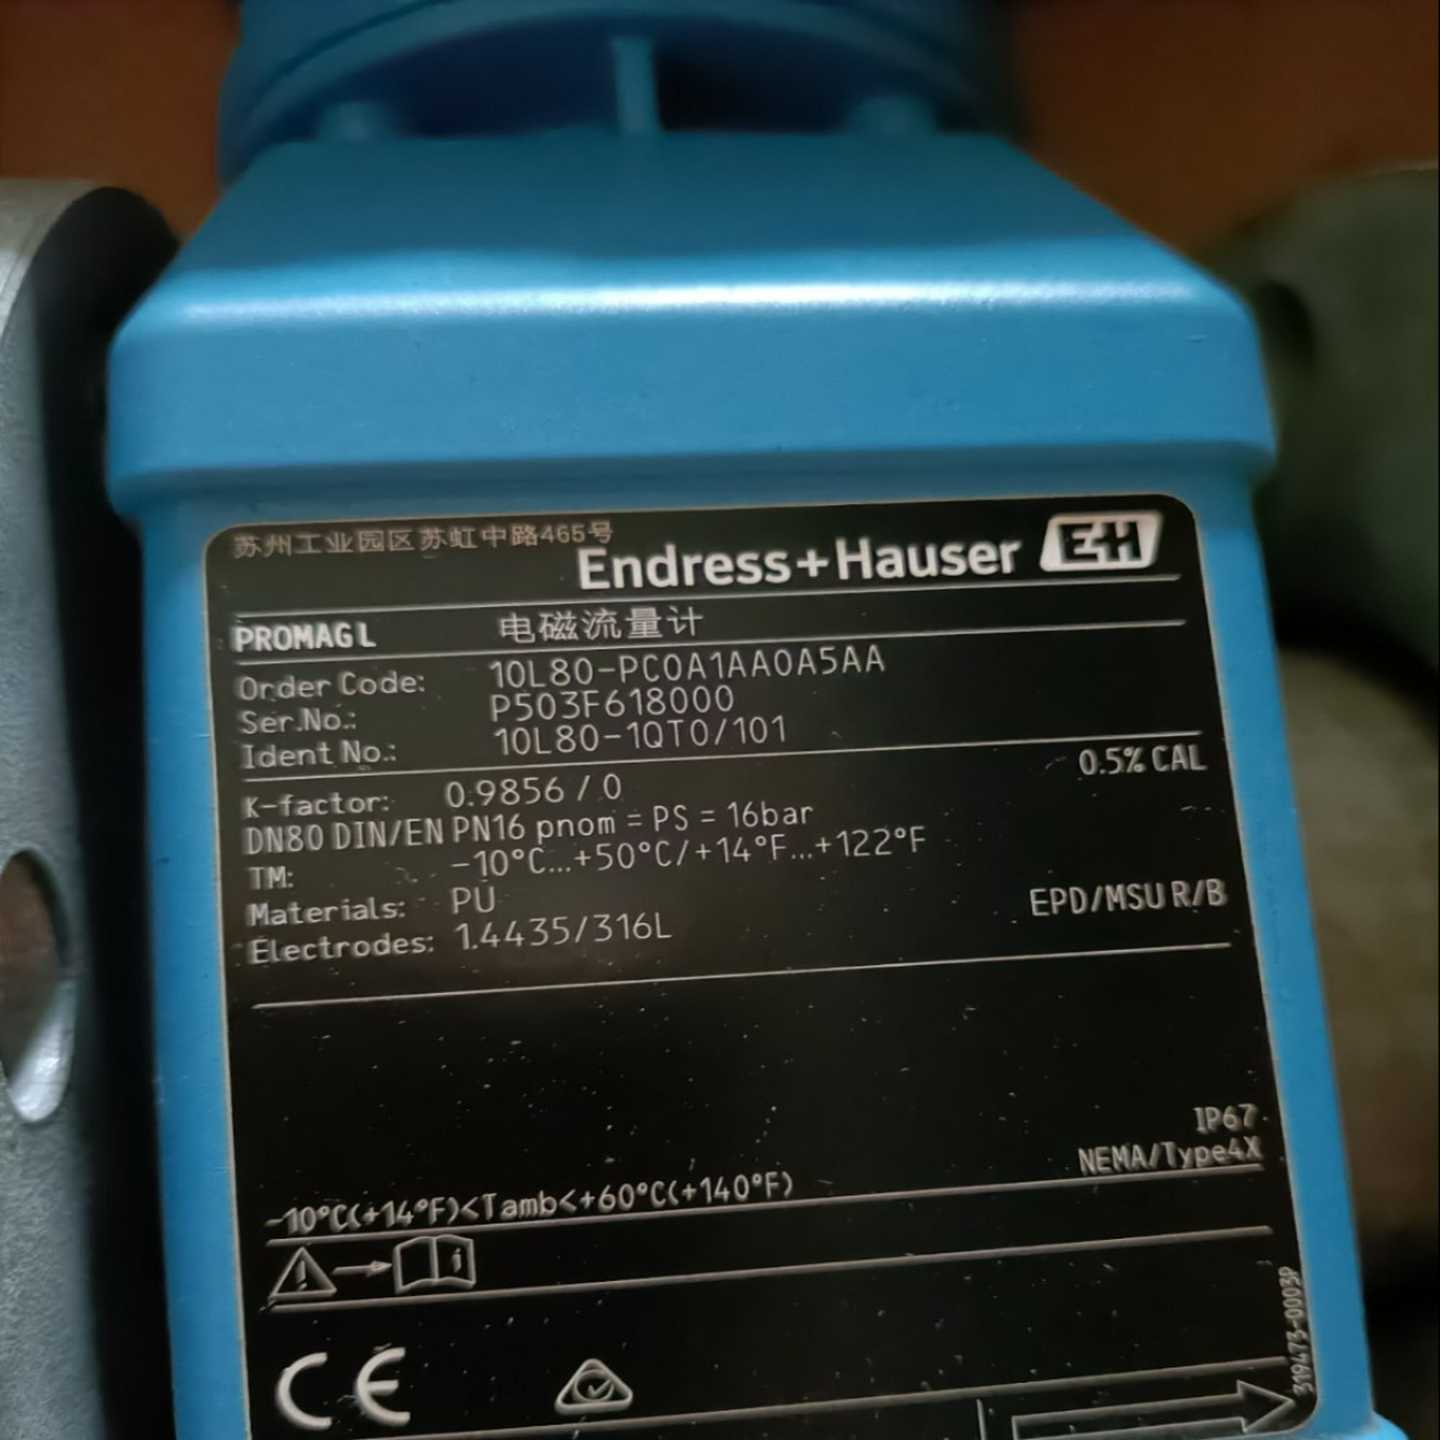 苏州工业园区苏虹中路465号
Endress+Hauser EH
PROMAG L 电磁流量计
Order Code: 10L80-PC0A1AA0A5AA
Ser.No.: P503F618000
Ident No.: 10L80-1QT0/101
K-factor: 0.9856 / 0 0.5% CAL
DN80 DIN/EN PN16 pnom = PS = 16bar
TM: -10°C...+50°C/+14°F...+122°F
Materials: PU
Electrodes: 1.4435/316L EPD/MSU R/B
IP67
NEMA/Type4X
-10°C(+14°F)<Tamb<+60°C(+140°F)
i
CE
319473-0003P